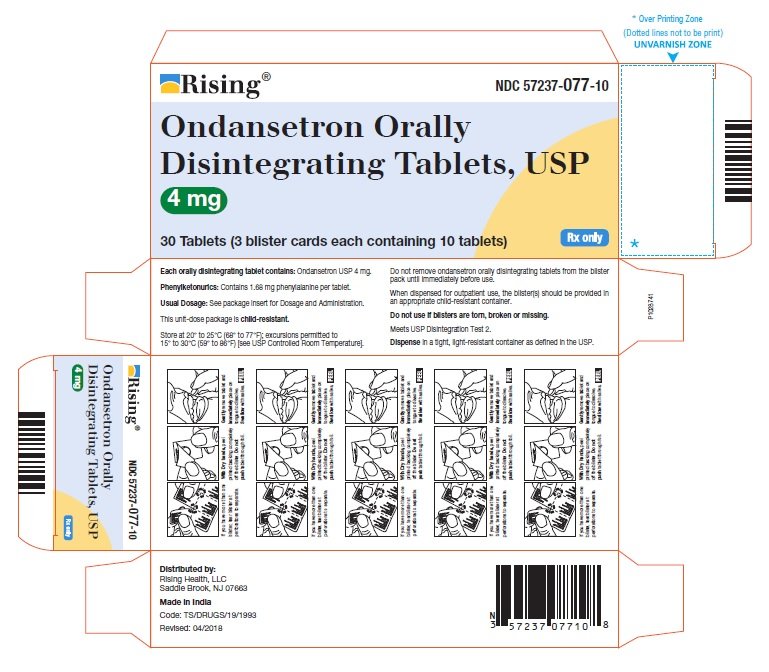 * Over Printing Zone
(Dotted lines not to be print)
UNVARNISH ZONE
Rising®
NDC 57237-077-10
Ondansetron Orally
Disintegrating Tablets, USP
4 mg
30 Tablets (3 blister cards each containing 10 tablets)
Rx only
*
Each orally disintegrating tablet contains: Ondansetron USP 4 mg.
Phenylketonurics: Contains 1.68 mg phenylalanine per tablet.
Usual Dosage: See package insert for Dosage and Administration.
This unit-dose package is child-resistant.
Store at 20° to 25°C (68° to 77°F); excursions permitted to
15° to 30°C (59° to 86°F) [see USP Controlled Room Temperature].
Do not remove ondansetron orally disintegrating tablets from the blister
pack until immediately before use.
When dispensed for outpatient use, the blister(s) should be provided in
an appropriate child-resistant container.
Do not use if blisters are torn, broken or missing.
Meets USP Disintegration Test 2.
Dispense in a tight, light-resistant container as defined in the USP.
P1028741
Rising®
NDC 57237-077-10
Ondansetron Orally
Disintegrating Tablets, USP
4 mg
Rx only
Distributed by:
Rising Health, LLC
Saddle Brook, NJ 07663
Made in India
Code: TS/DRUGS/19/1993
Revised: 04/2018
N
3 57237 07710 8